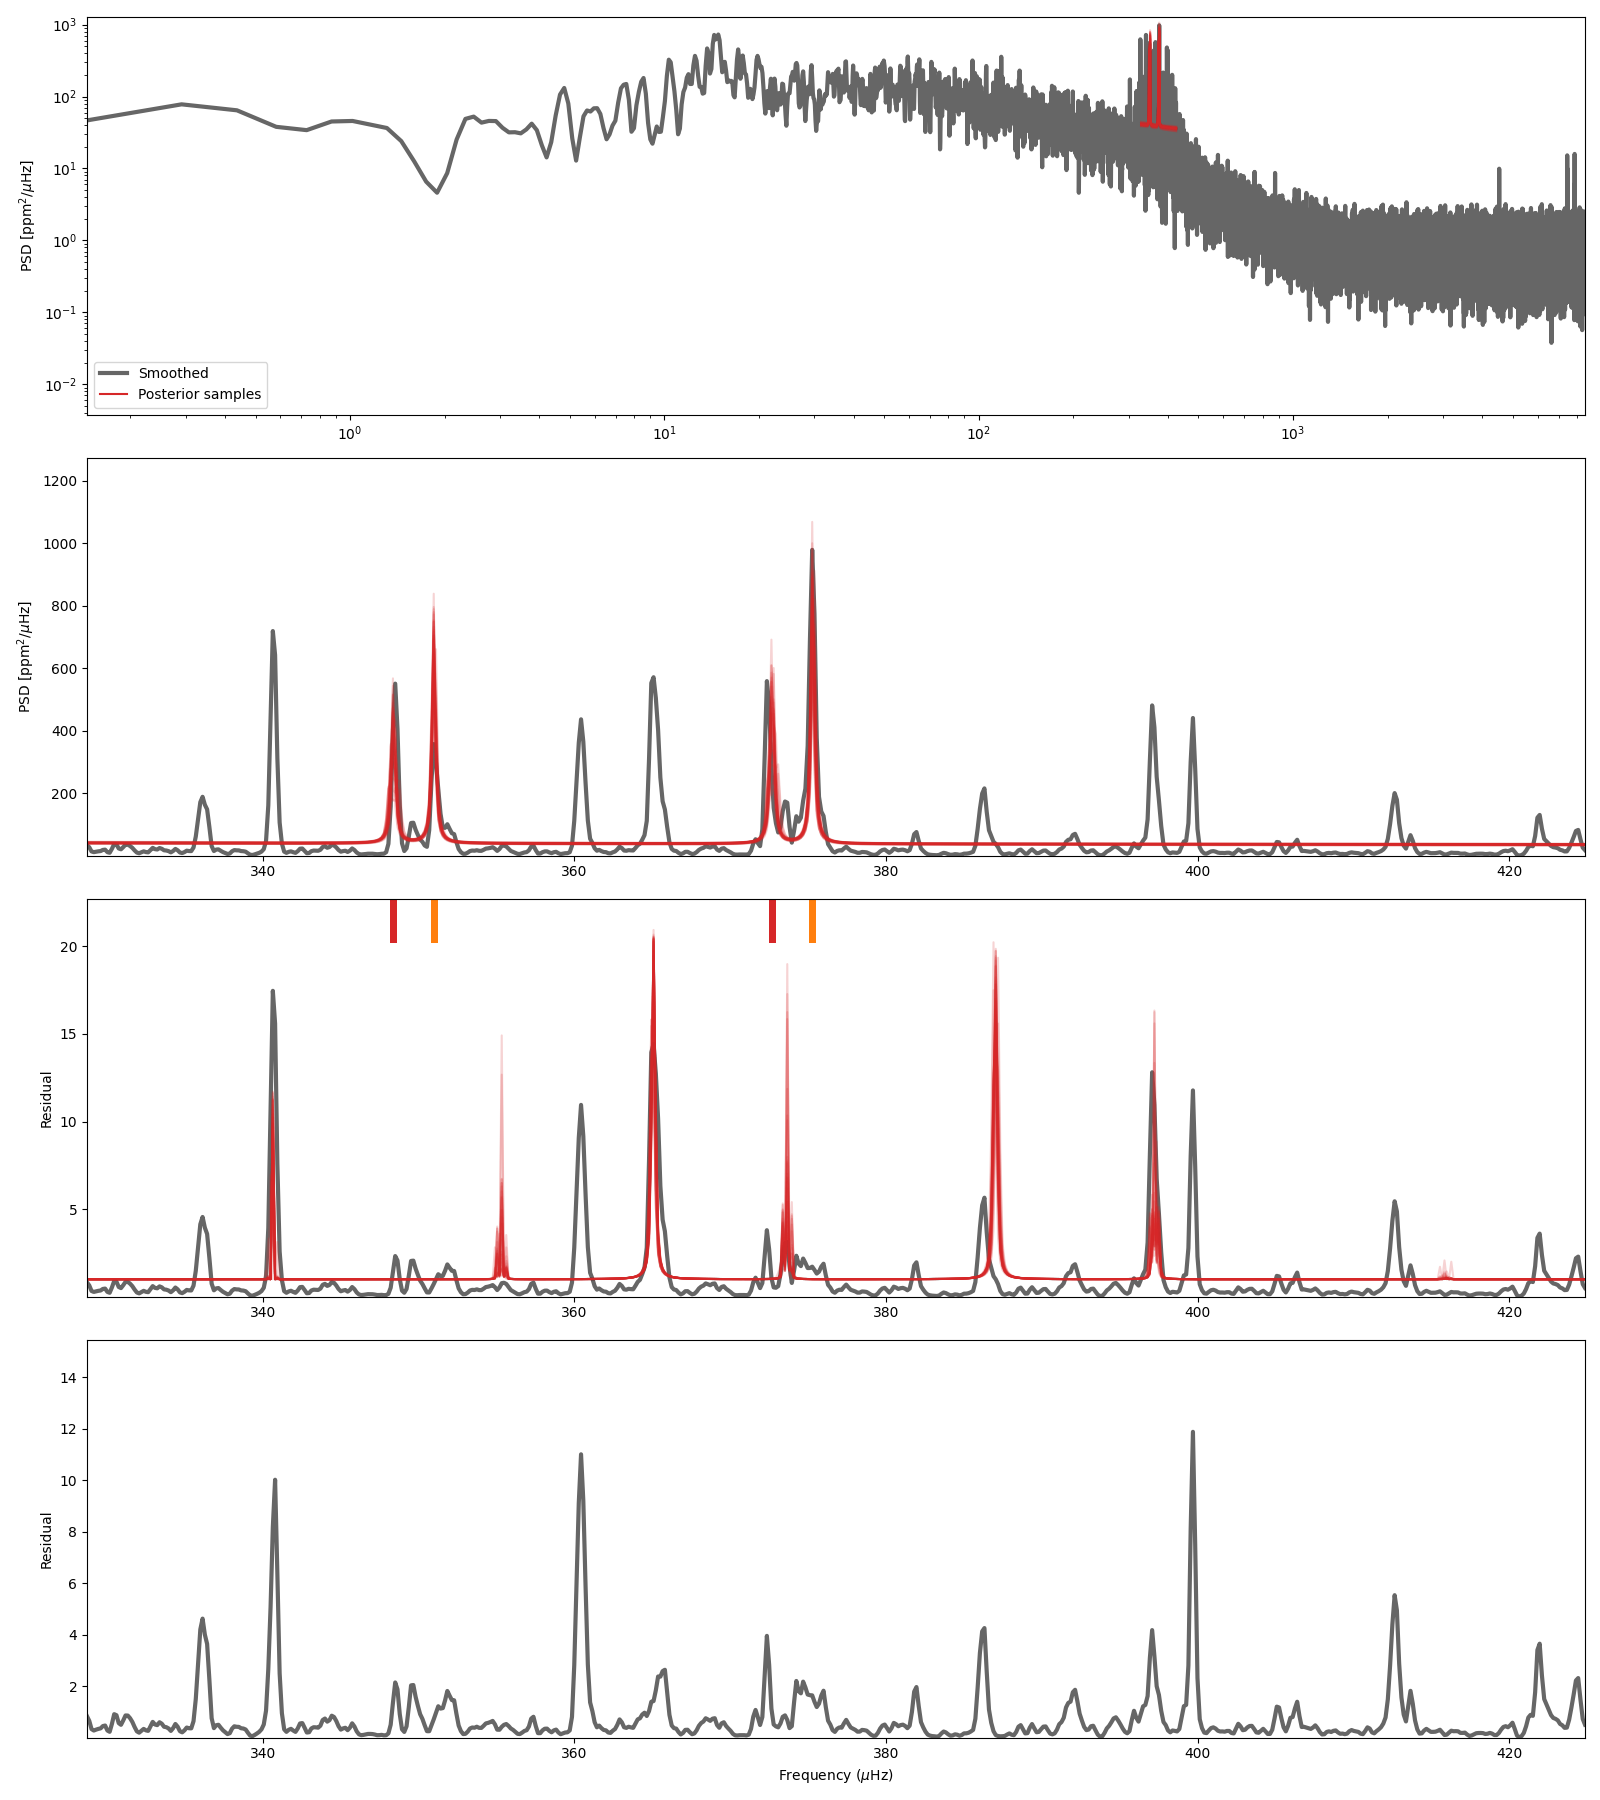 10³
10²
10¹
10⁰
10⁻¹
10⁻²
PSD [ppm²/μHz]
Smoothed
Posterior samples
10⁰ 10¹ 10² 10³
1200
1000
800
600
400
200
PSD [ppm²/μHz]
340 360 380 400 420
20
15
10
5
Residual
340 360 380 400 420
14
12
10
8
6
4
2
Residual
340 360 380 400 420
Frequency (μHz)